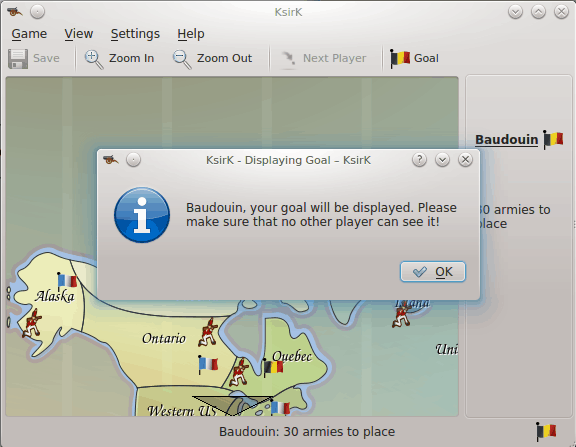 KsirK
Game View Settings Help
Save Zoom In Zoom Out Next Player Goal
Baudouin
30 armies to
place
KsirK - Displaying Goal – KsirK
Baudouin, your goal will be displayed. Please
make sure that no other player can see it!
OK
Alaska
Ontario
Quebec
Uni
Western US
Baudouin: 30 armies to place